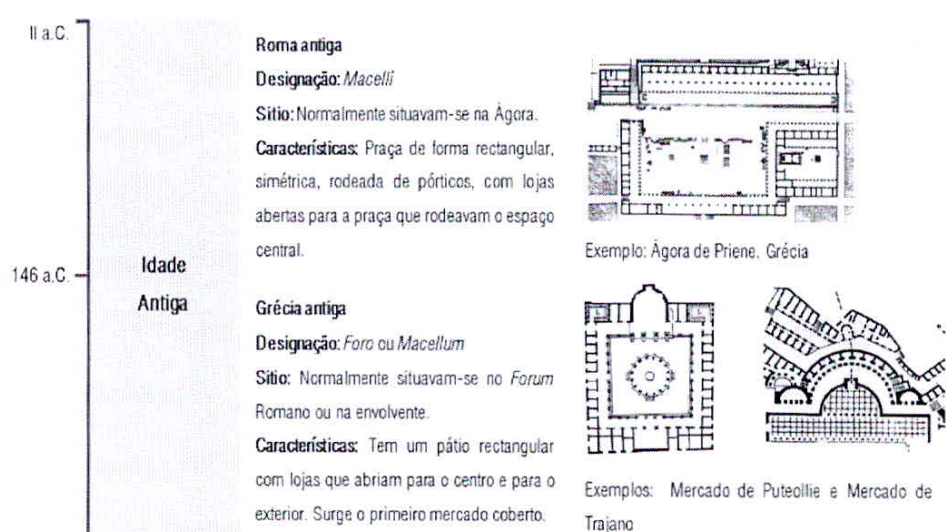 II a.C.
Roma antiga
Designação: Macelli
Sítio: Normalmente situavam-se na Ágora.
Características: Praça de forma rectangular,
simétrica, rodeada de pórticos, com lojas
abertas para a praça que rodeavam o espaço
central.
Exemplo: Ágora de Priene, Grécia
146 a.C.
Idade
Antiga
Grécia antiga
Designação: Foro ou Macellum
Sítio: Normalmente situavam-se no Forum
Romano ou na envolvente.
Características: Tem um pátio rectangular
com lojas que abriam para o centro e para o
exterior. Surge o primeiro mercado coberto.
Exemplos: Mercado de Puteollie e Mercado de
Trajano